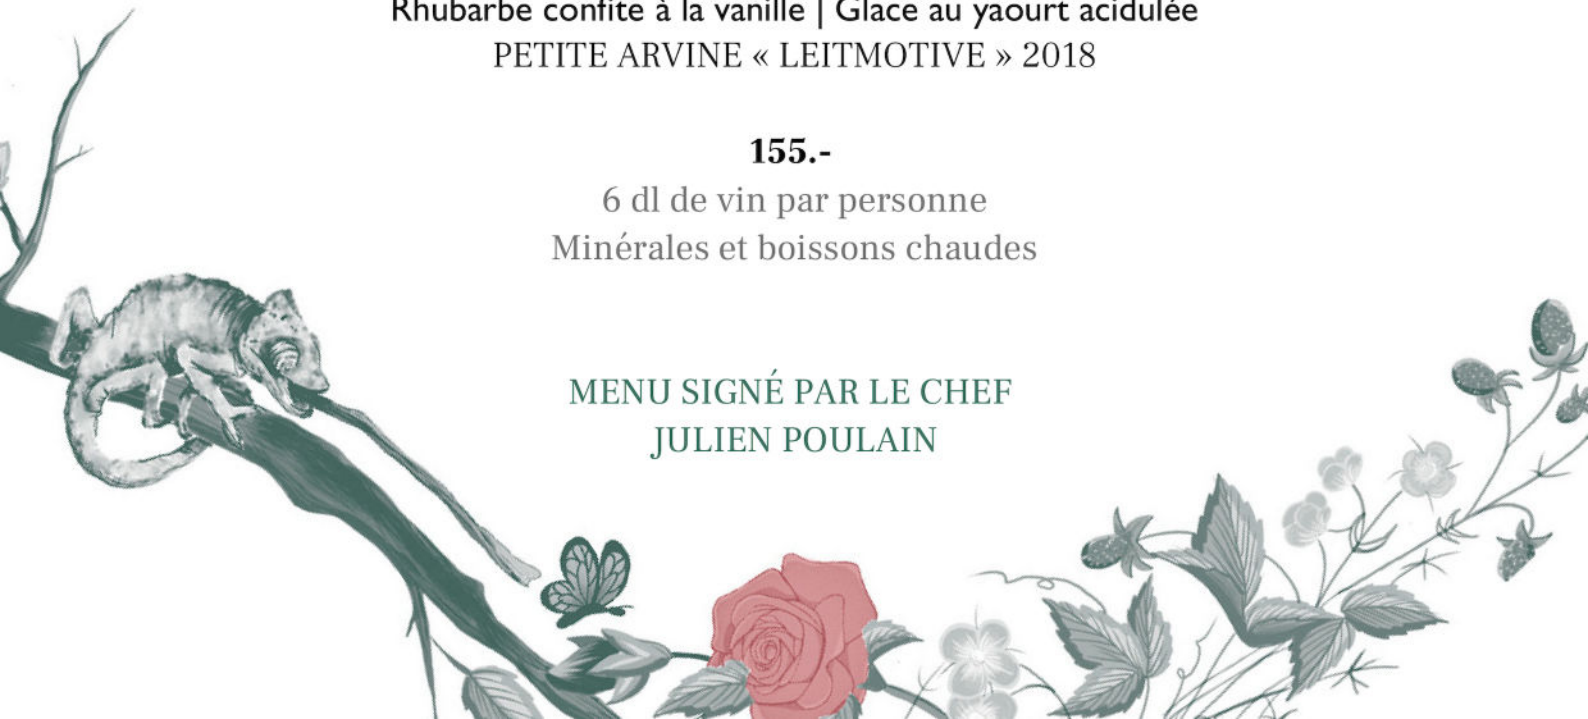 Rhubarbe confite à la vanille | Glace au yaourt acidulée
PETITE ARVINE « LEITMOTIVE » 2018
155.-
6 dl de vin par personne
Minérales et boissons chaudes
MENU SIGNÉ PAR LE CHEF
JULIEN POULAIN